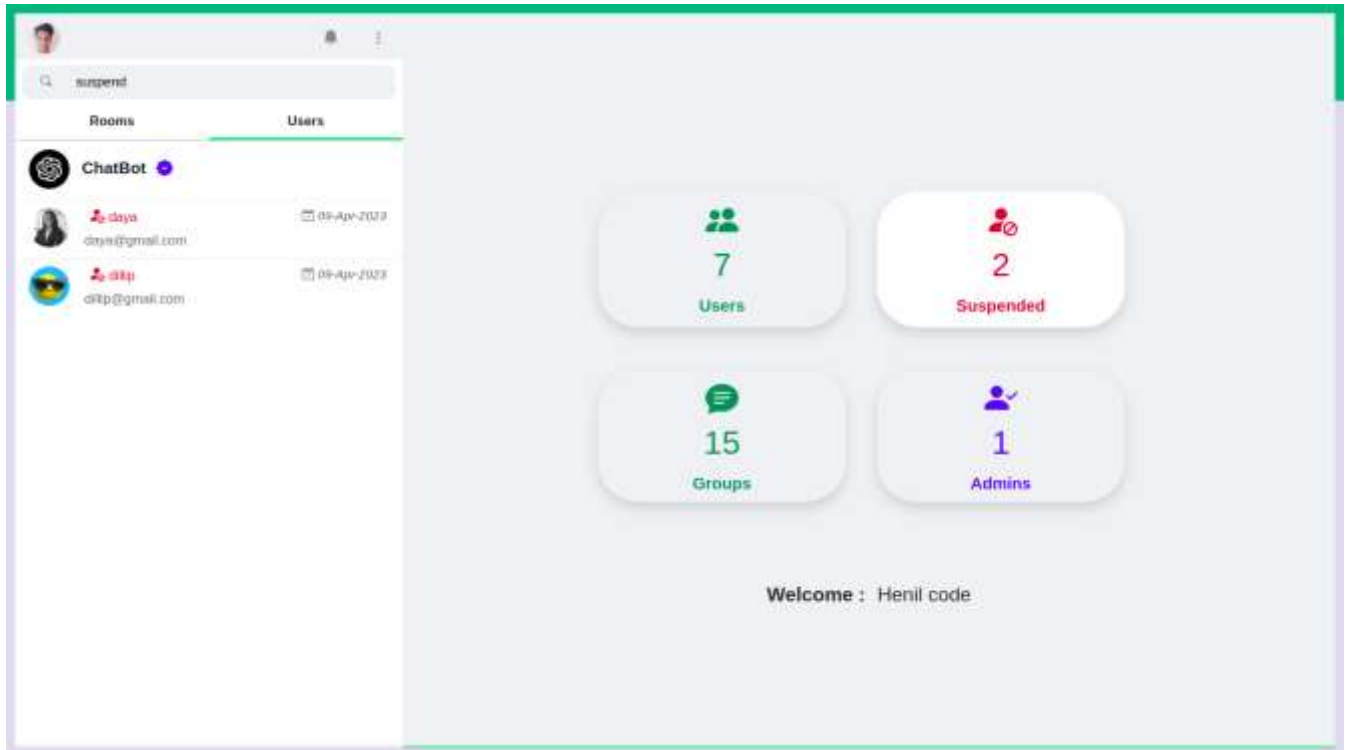 suspend
Rooms Users
ChatBot
daya 09-Apr-2023
daya@gmail.com
dilip 09-Apr-2023
dilip@gmail.com
7
Users
2
Suspended
15
Groups
1
Admins
Welcome : Henil code